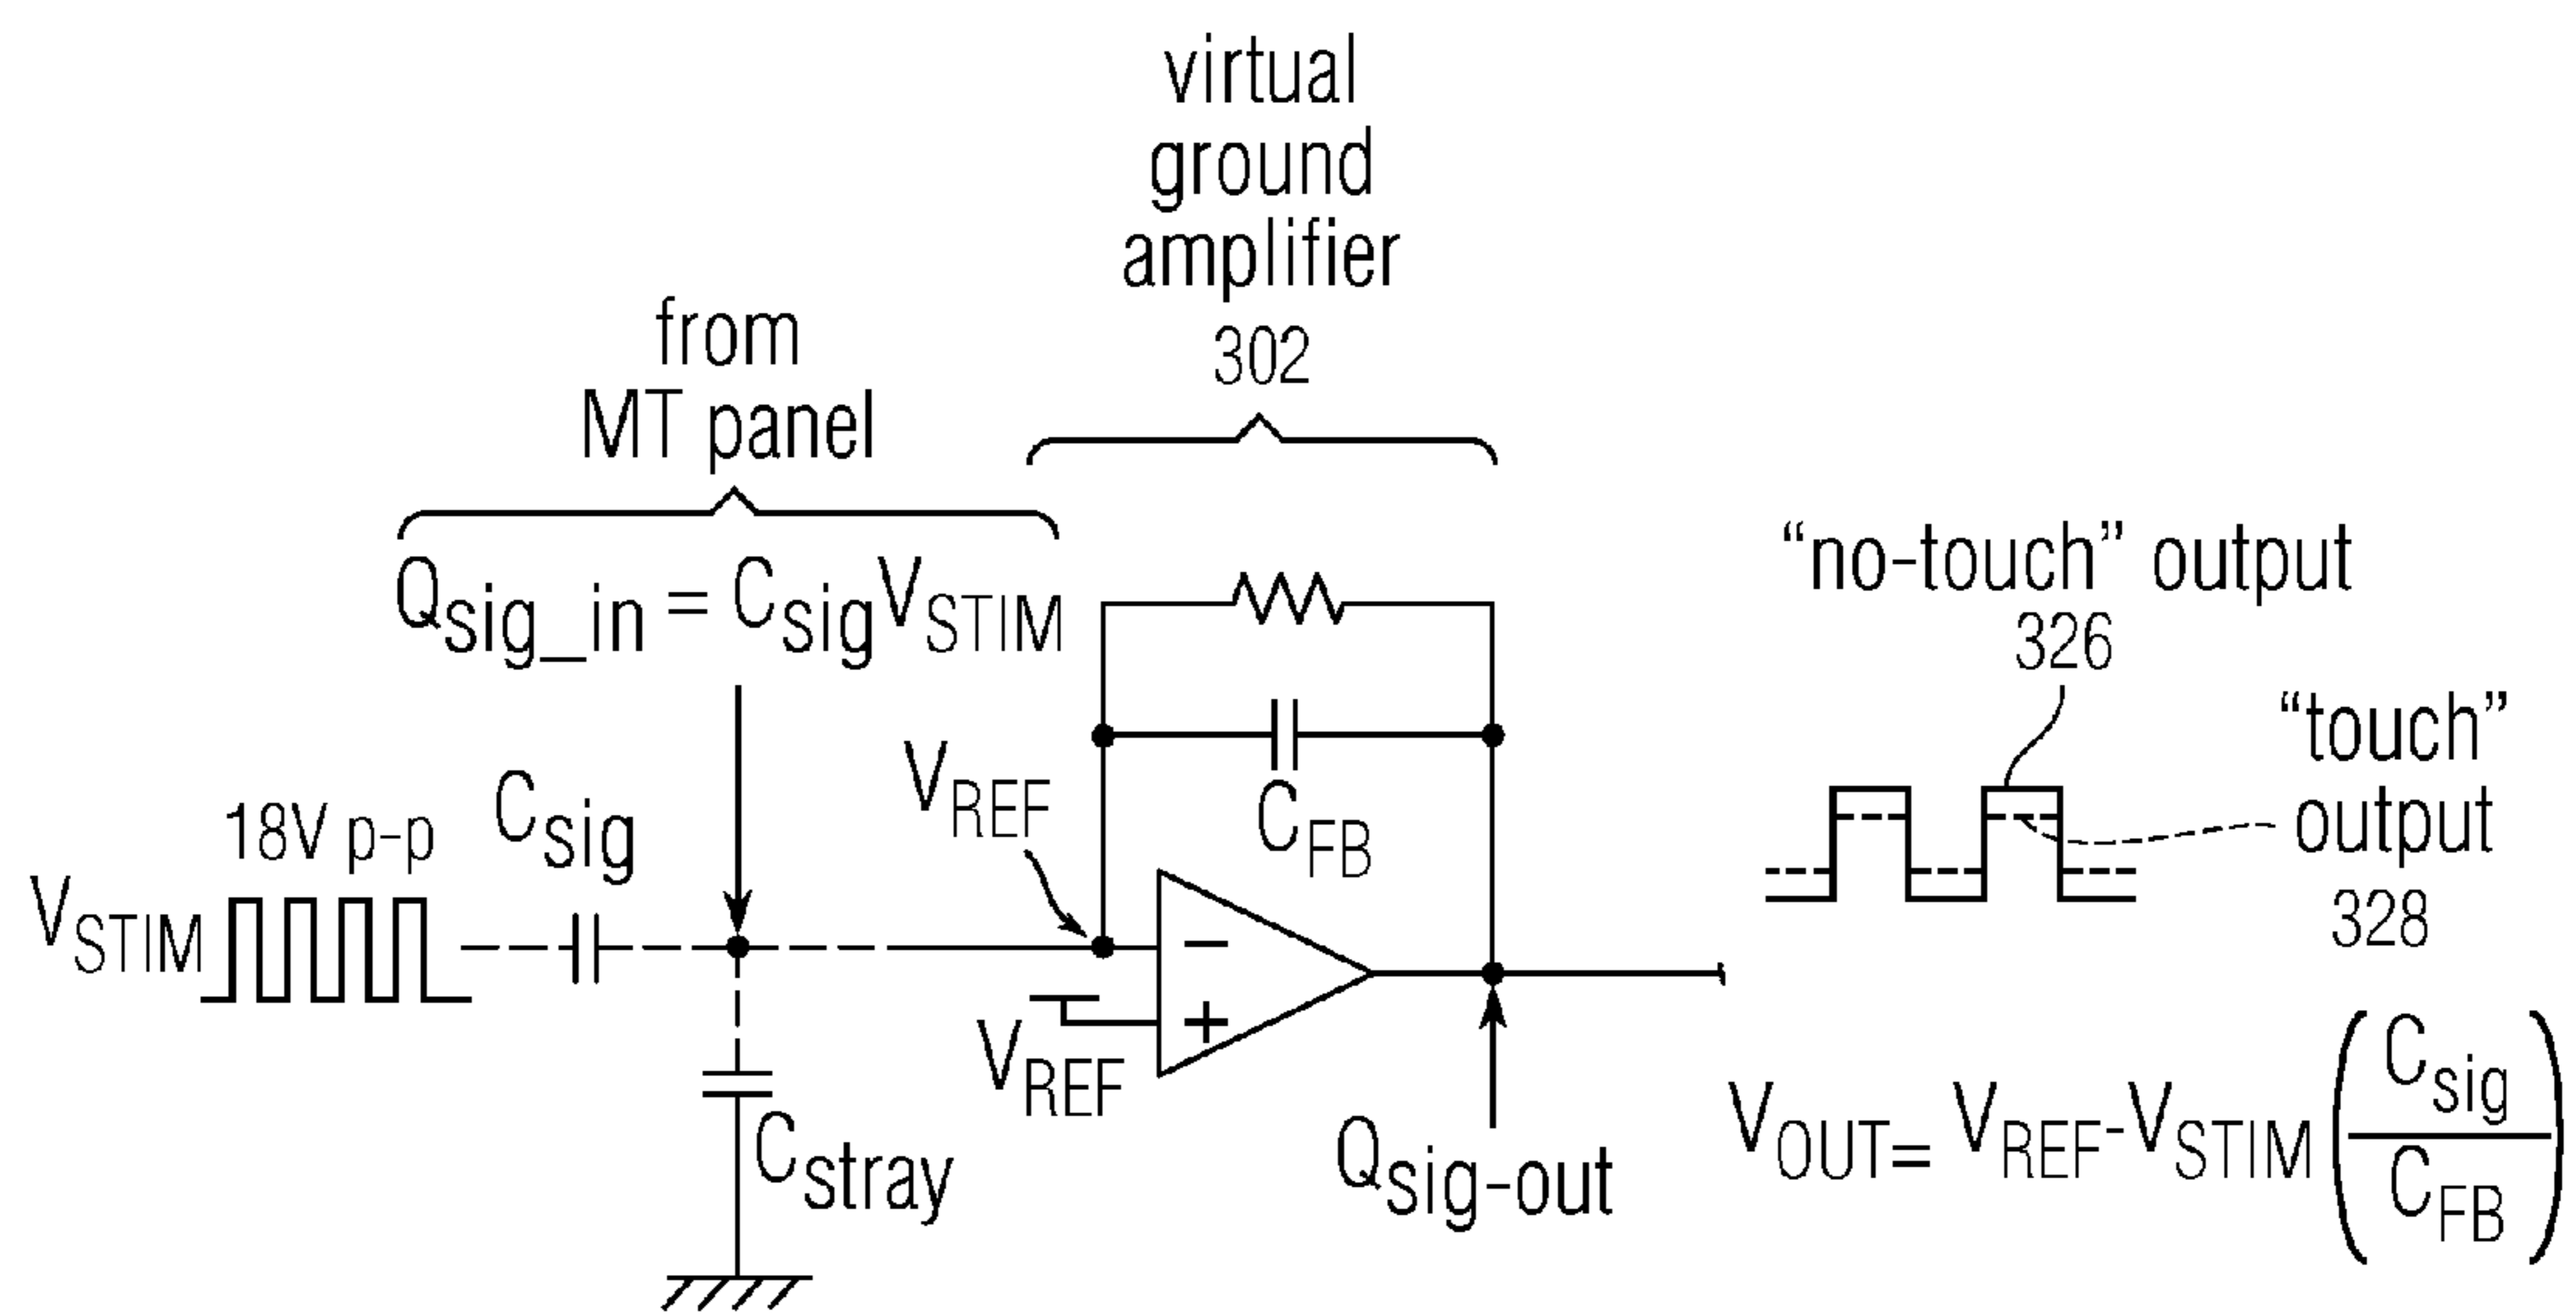 virtual
ground
amplifier
302
from
MT panel
Qsig_in = CsigVSTIM
"no-touch" output
326
"touch"
output
328
VREF
CFB
Csig
18V p-p
VSTIM
−
+
VREF
Cstray
Qsig-out
VOUT= VREF-VSTIM (Csig/CFB)